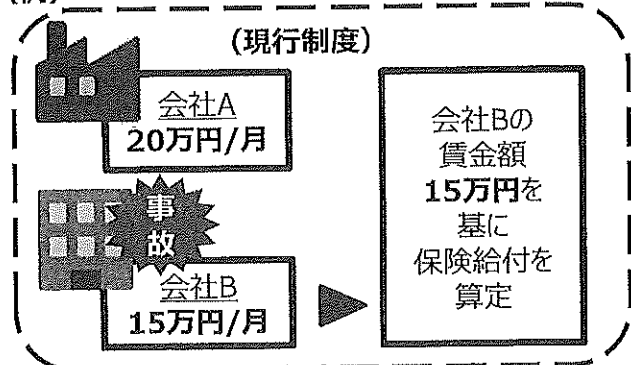 (現行制度)
会社A
20万円/月
事
故
会社B
15万円/月
会社Bの
賃金額
15万円を
基に
保険給付を
算定